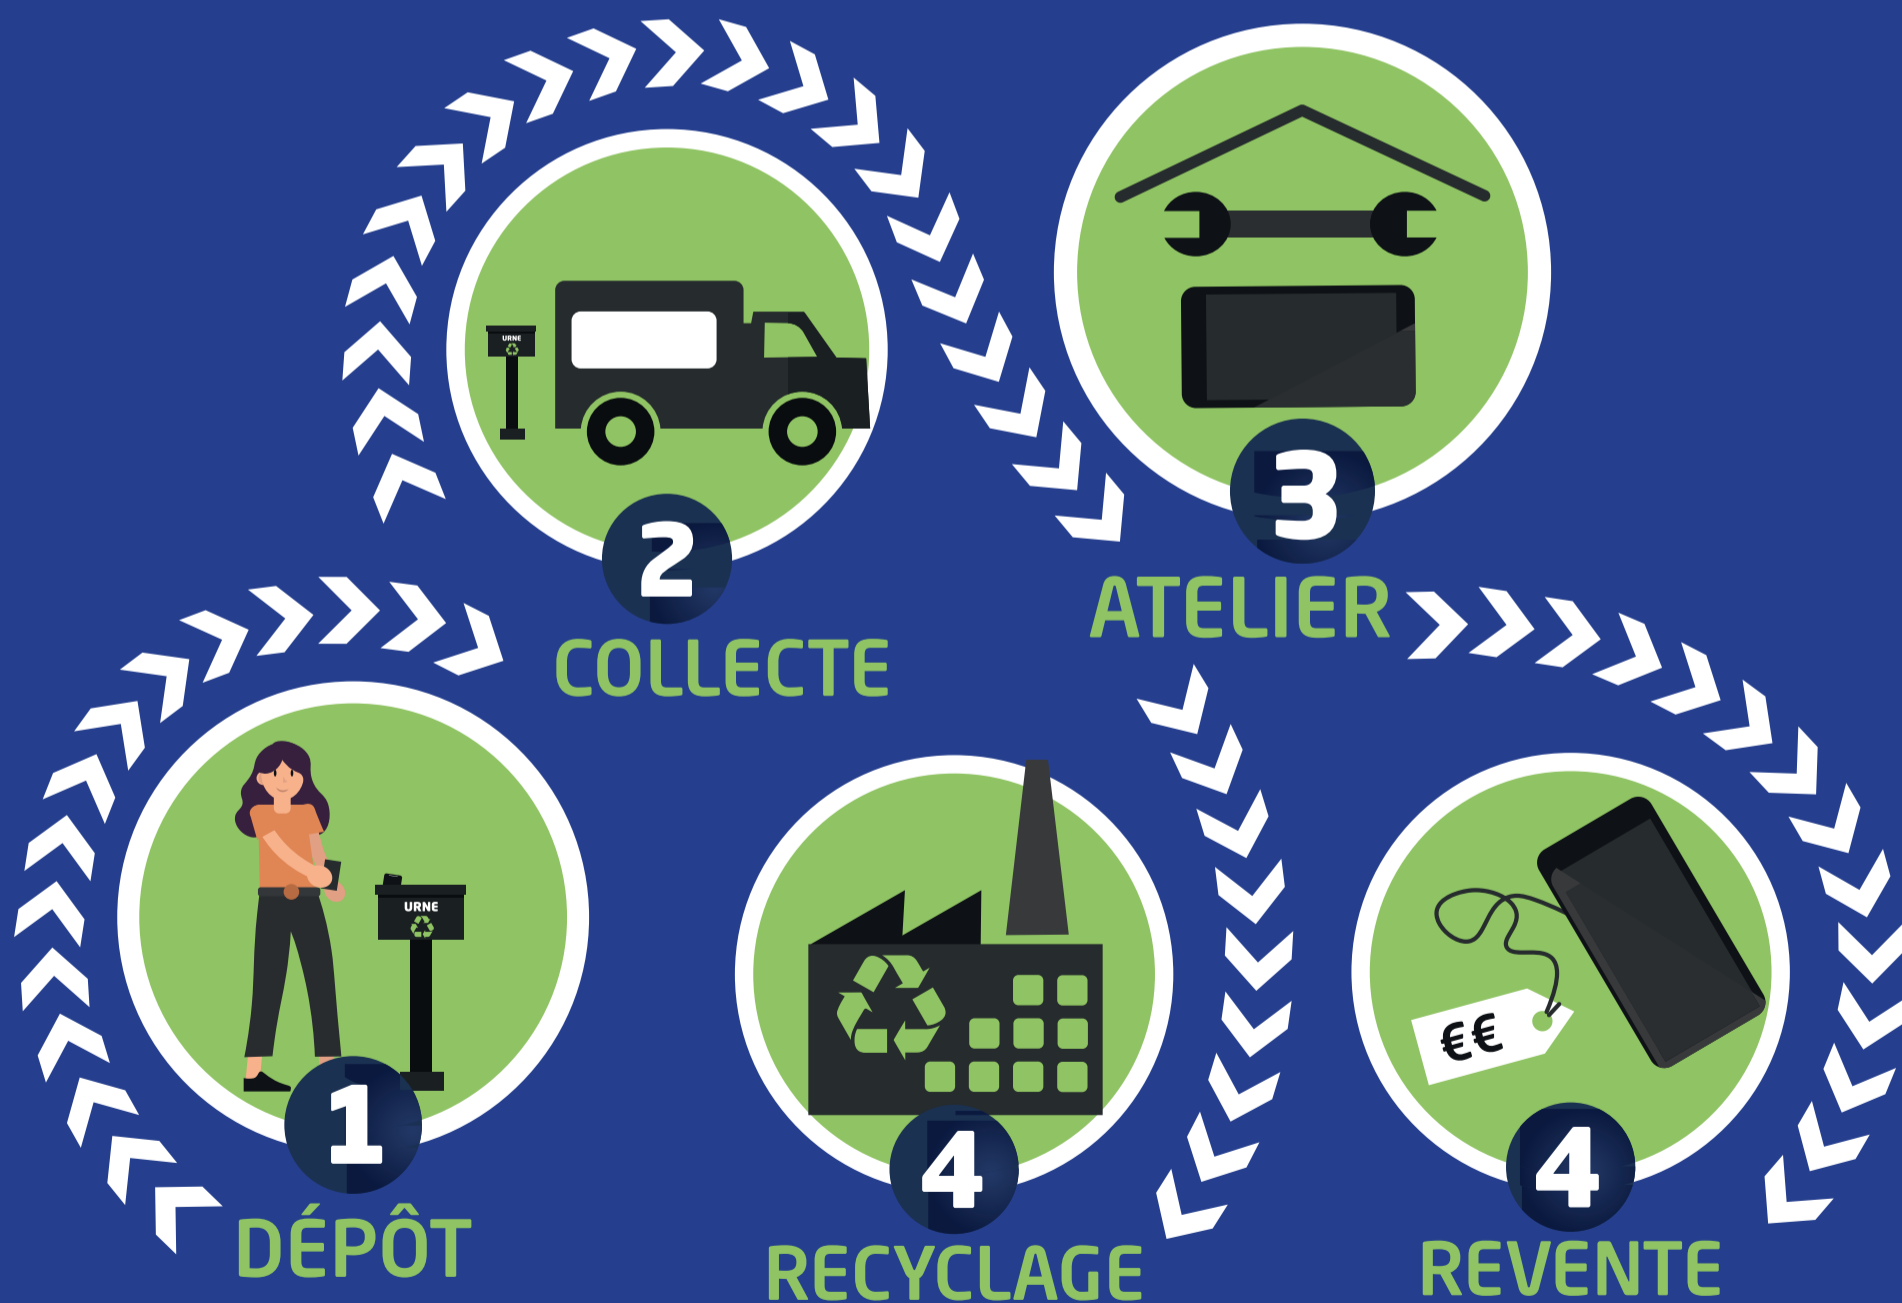 URNE
2
COLLECTE
3
ATELIER
URNE
1
DÉPÔT
4
RECYCLAGE
€€
4
REVENTE